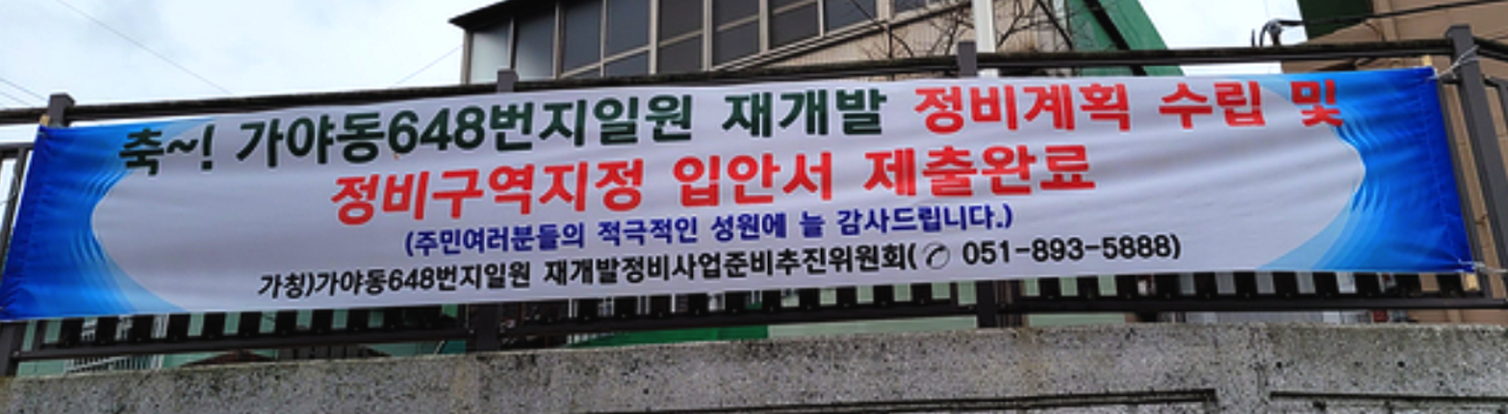 축~! 가야동648번지일원 재개발 정비계획 수립 및
정비구역지정 입안서 제출완료
(주민여러분들의 적극적인 성원에 늘 감사드립니다.)
가칭)가야동648번지일원 재개발정비사업준비추진위원회(✆ 051-893-5888)